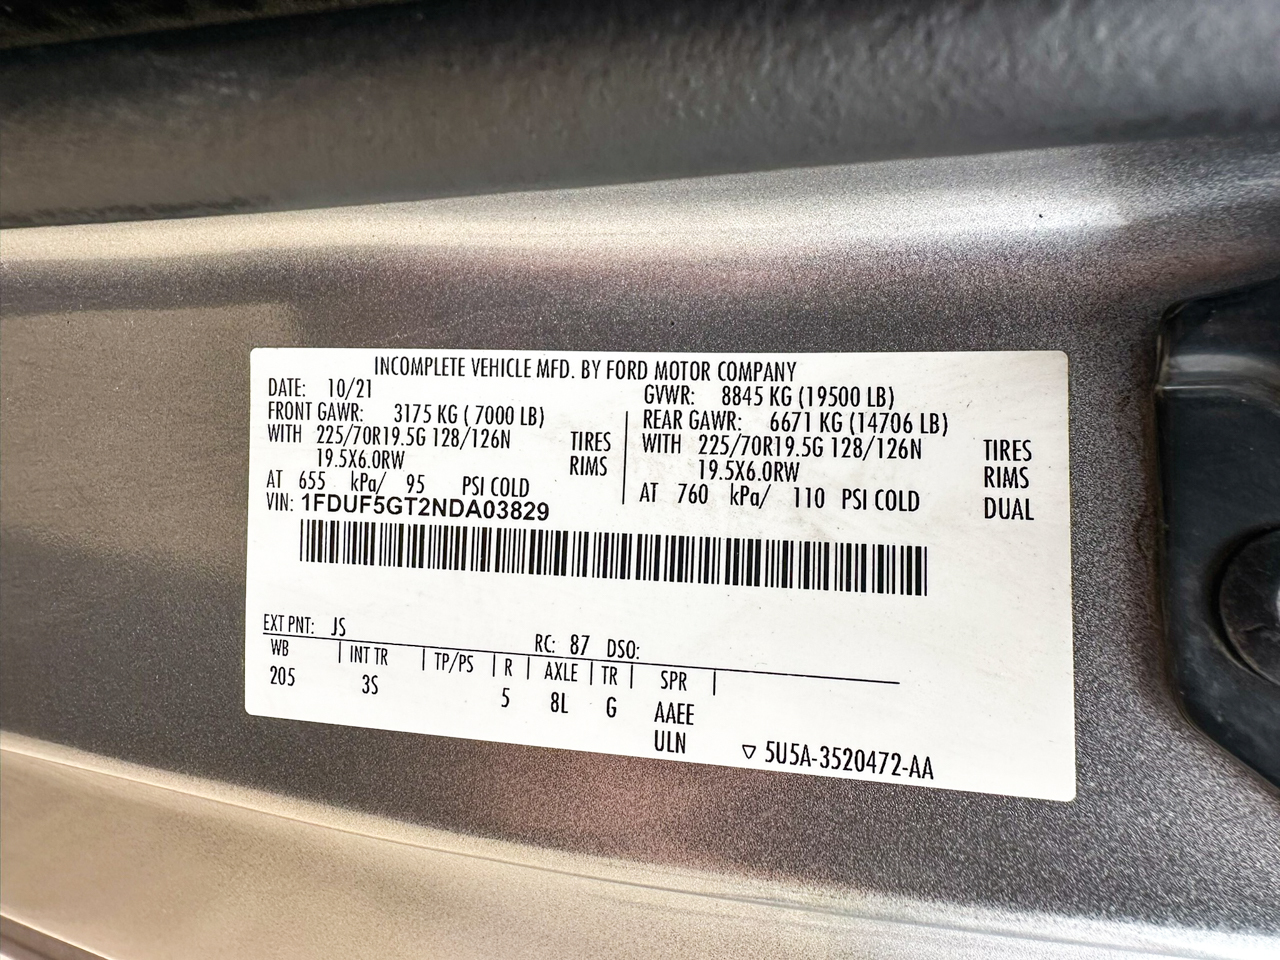 INCOMPLETE VEHICLE MFD. BY FORD MOTOR COMPANY
DATE: 10/21 GVWR: 8845 KG (19500 LB)
FRONT GAWR: 3175 KG ( 7000 LB) REAR GAWR: 6671 KG (14706 LB)
WITH 225/70R19.5G 128/126N TIRES WITH 225/70R19.5G 128/126N TIRES
19.5X6.0RW RIMS 19.5X6.0RW RIMS
AT 655 kPa/ 95 PSI COLD AT 760 kPa/ 110 PSI COLD DUAL
VIN: 1FDUF5GT2NDA03829
EXT PNT: JS RC: 87 DSO:
WB INT TR TP/PS R AXLE TR SPR
205 3S 5 8L G AAEE
ULN ▽ 5U5A-3520472-AA